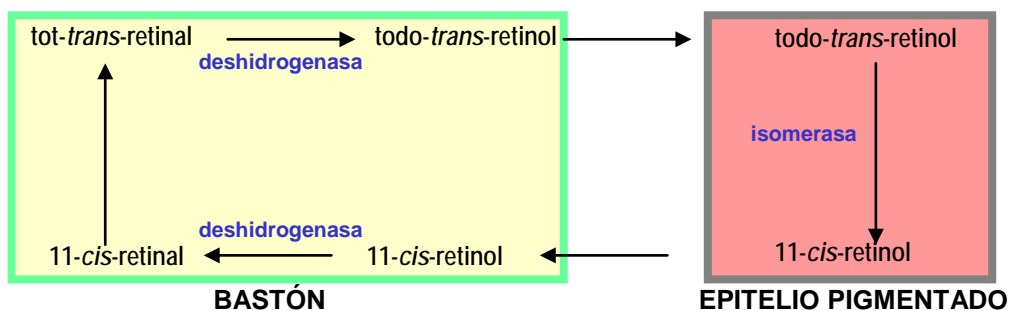 tot-trans-retinal todo-trans-retinol todo-trans-retinol
deshidrogenasa
isomerasa
deshidrogenasa
11-cis-retinal 11-cis-retinol 11-cis-retinol
BASTÓN EPITELIO PIGMENTADO